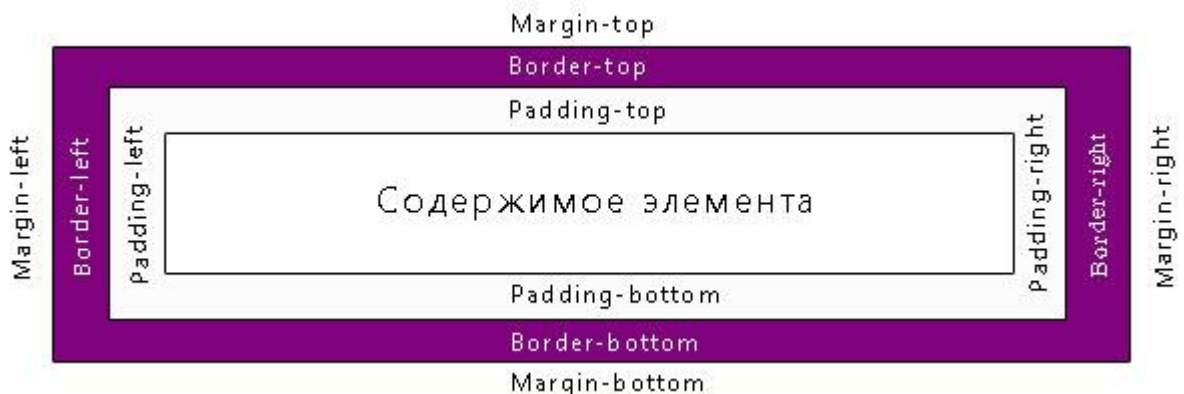 Margin-top
Border-top
Padding-top
Margin-left
Border-left
Padding-left
Содержимое элемента
Padding-right
Border-right
Margin-right
Padding-bottom
Border-bottom
Margin-bottom